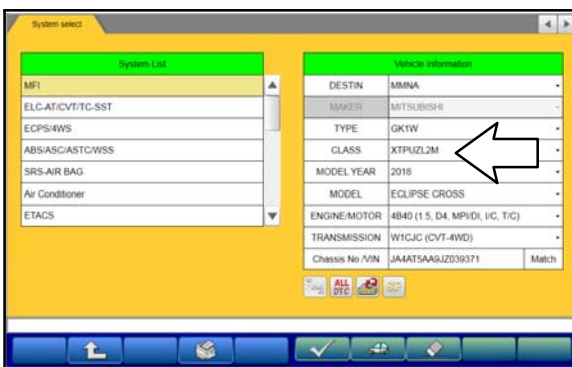 System select
System List
MFI
ELC-AT/CVT/TC-SST
ECPS/4WS
ABS/ASC/ASTC/WSS
SRS-AIR BAG
Air Conditioner
ETACS
Vehicle Information
DESTIN MMNA
MAKER MITSUBISHI
TYPE GK1W
CLASS XTPUZL2M
MODEL YEAR 2018
MODEL ECLIPSE CROSS
ENGINE/MOTOR 4B40 (1.5, D4, MPI/DI, I/C, T/C)
TRANSMISSION W1CJC (CVT-4WD)
Chassis No./VIN JA4AT5AA9JZ039371 Match
ALL
DTC